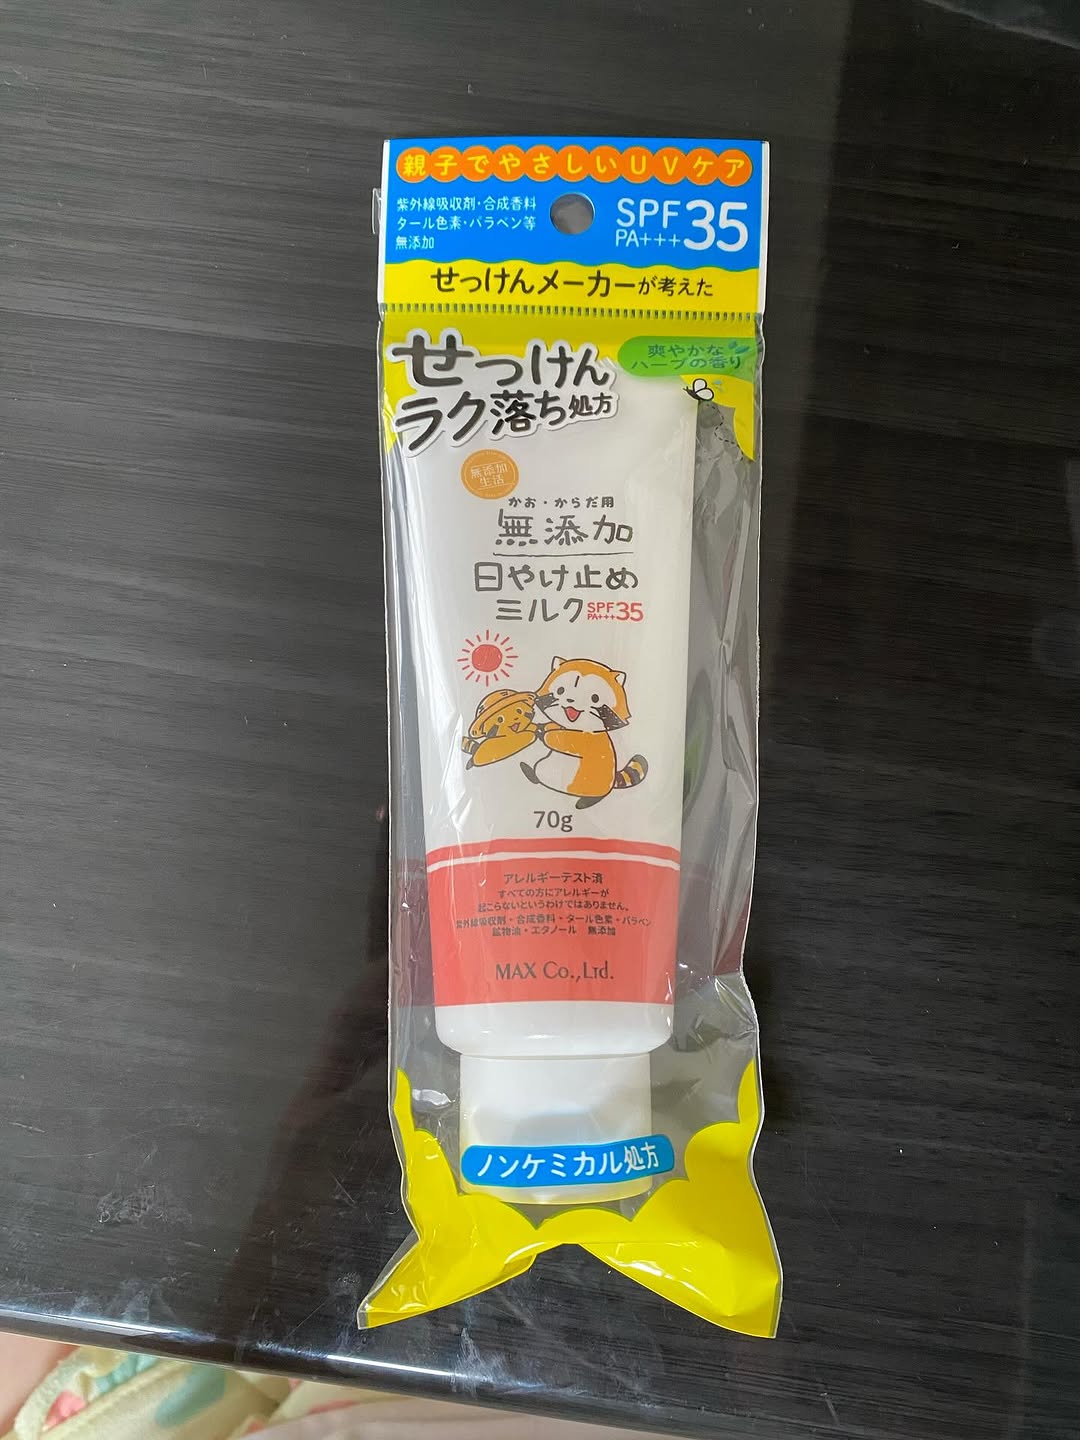 親子でやさしいUVケア
紫外線吸収剤・合成香料
タール色素・パラベン等
無添加
SPF35
PA+++
せっけんメーカーが考えた
せっけん
ラク落ち処方
爽やかな
ハーブの香り
無添加
生活
かお・からだ用
無添加
日やけ止め
ミルクSPF35
PA+++
70g
アレルギーテスト済
すべての方にアレルギーが
起こらないというわけではありません。
紫外線吸収剤・合成香料・タール色素・パラベン
鉱物油・エタノール 無添加
MAX Co.,Ltd.
ノンケミカル処方